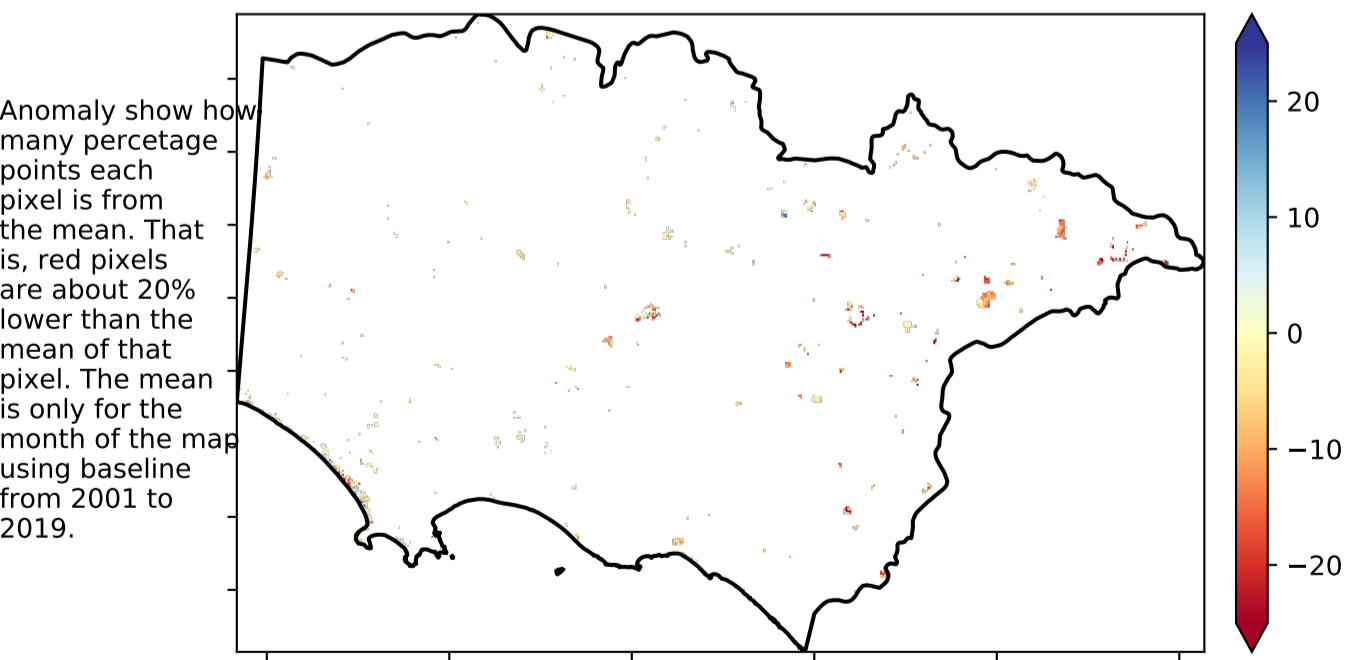 Anomaly show how
many percetage
points each
pixel is from
the mean. That
is, red pixels
are about 20%
lower than the
mean of that
pixel. The mean
is only for the
month of the map
using baseline
from 2001 to
2019.
20
10
0
−10
−20